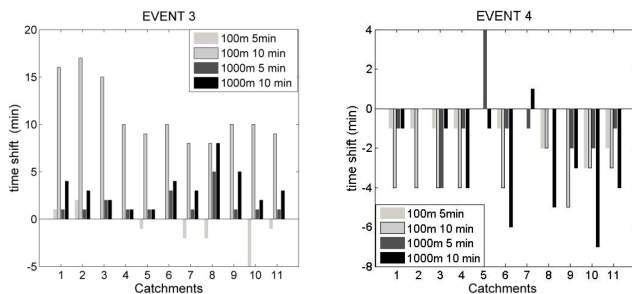 EVENT 3
20
15
10
5
0
-5
time shift (min)
100m 5min
100m 10 min
1000m 5 min
1000m 10 min
1 2 3 4 5 6 7 8 9 10 11
Catchments
EVENT 4
4
2
0
-2
-4
-6
-8
time shift (min)
100m 5min
100m 10 min
1000m 5 min
1000m 10 min
1 2 3 4 5 6 7 8 9 10 11
Catchments